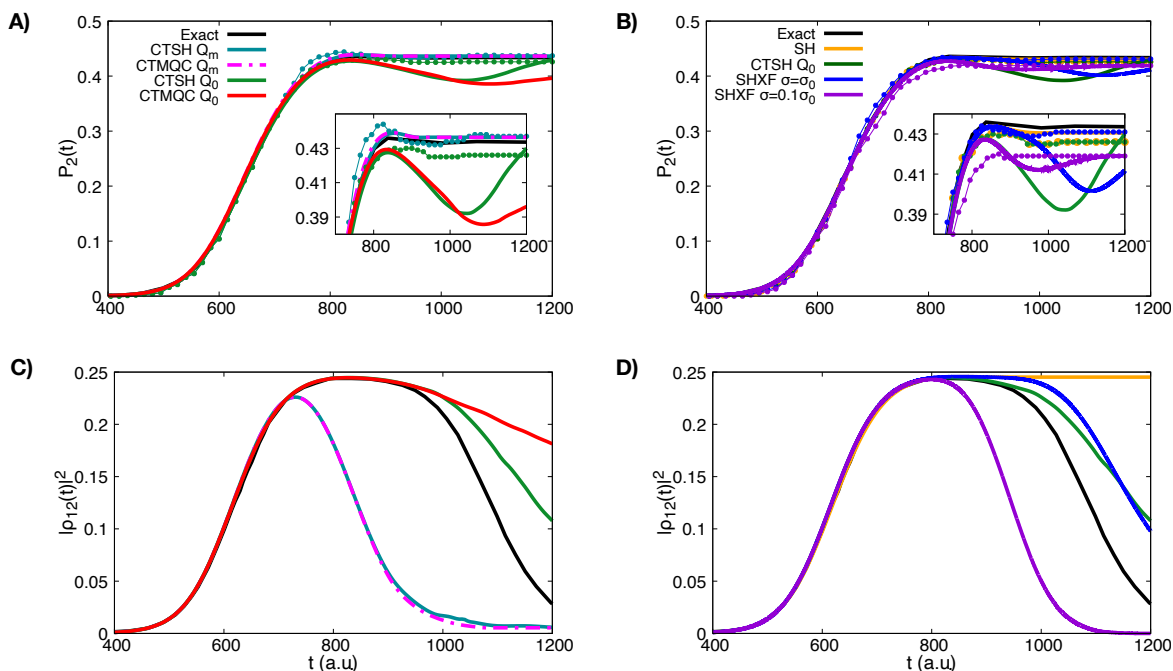 A)
P2(t)
0.5
0.4
0.3
0.2
0.1
0
Exact
CTSH Qm
CTMQC Qm
CTSH Q0
CTMQC Q0
0.43
0.41
0.39
800 1000 1200
400 600 800 1000 1200
B)
P2(t)
0.5
0.4
0.3
0.2
0.1
0
Exact
SH
CTSH Q0
SHXF σ=σ0
SHXF σ=0.1σ0
0.43
0.41
0.39
800 1000 1200
400 600 800 1000 1200
C)
|ρ12(t)|2
0.25
0.2
0.15
0.1
0.05
0
400 600 800 1000 1200
t (a.u)
D)
|ρ12(t)|2
0.25
0.2
0.15
0.1
0.05
0
400 600 800 1000 1200
t (a.u.)